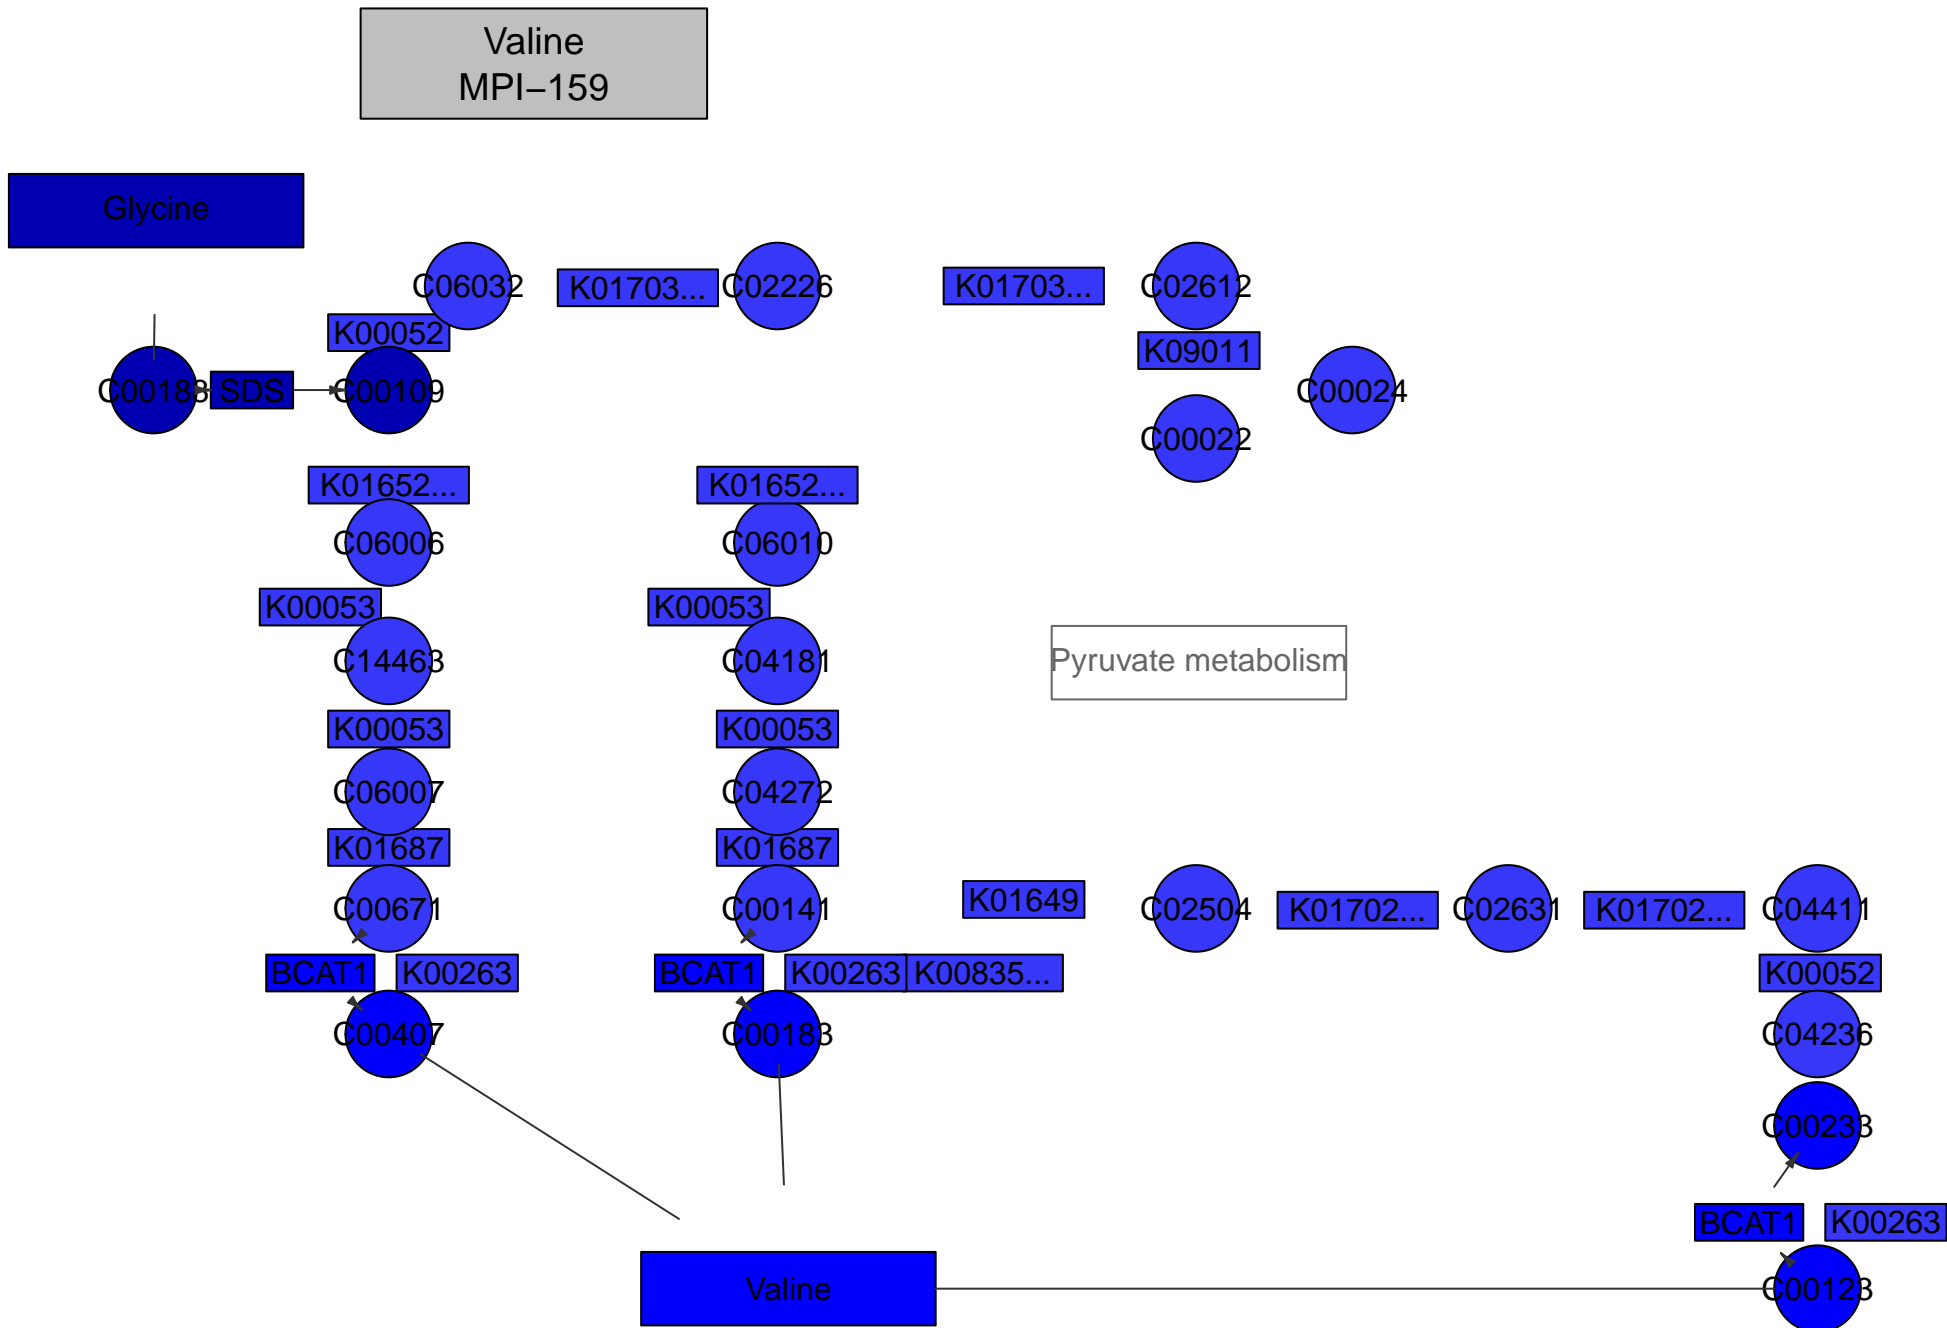 Valine
MPI−159
Glycine
C06032
K01703...
C02226
K01703...
C02612
K00052
K09011
C00188
SDS
C00109
C00024
C00022
K01652...
K01652...
C06006
C06010
K00053
K00053
C14463
C04181
Pyruvate metabolism
K00053
K00053
C06007
C04272
K01687
K01687
C00671
C00141
K01649
C02504
K01702...
C02631
K01702...
C04411
BCAT1
K00263
BCAT1
K00263
K00835...
K00052
C00407
C00183
C04236
C00233
BCAT1
K00263
Valine
C00123